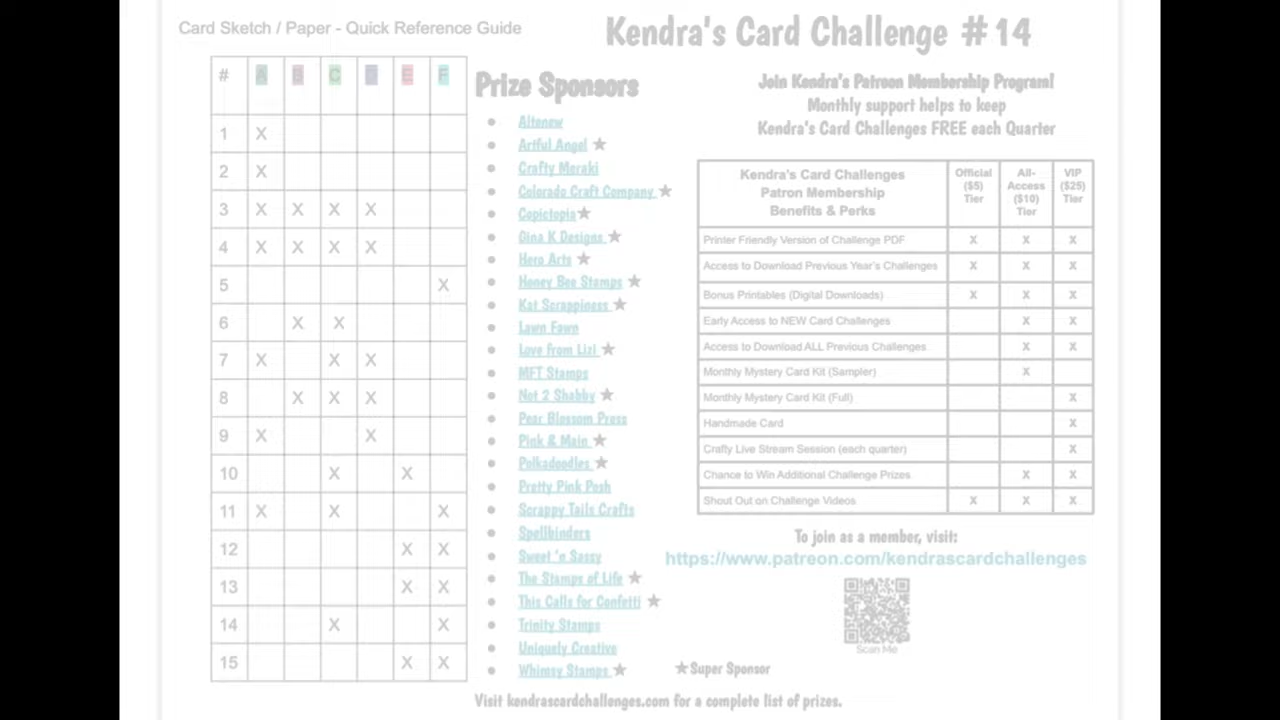 Card Sketch / Paper - Quick Reference Guide
# A B C D E F
1 X
2 X
3 X X X X
4 X X X X
5 X
6 X X
7 X X X
8 X X X
9 X X
10 X X
11 X X X
12 X X
13 X X
14 X X
15 X X
Kendra's Card Challenge # 14
Prize Sponsors
Altenew
Artful Angel ★
Crafty Meraki
Colorado Craft Company ★
Copictopia ★
Gina K Designs ★
Hero Arts ★
Honey Bee Stamps ★
Kat Scrappiness ★
Lawn Fawn
Love from Lizi ★
MFT Stamps
Not 2 Shabby ★
Pear Blossom Press
Pink & Main ★
Polkadoodles ★
Pretty Pink Posh
Scrappy Tails Crafts
Spellbinders
Sweet 'n Sassy
The Stamps of Life ★
This Calls for Confetti ★
Trinity Stamps
Uniquely Creative
Whimsy Stamps ★
Join Kendra's Patreon Membership Program!
Monthly support helps to keep
Kendra's Card Challenges FREE each Quarter
Kendra's Card Challenges
Patron Membership
Benefits & Perks
Official
($5)
Tier
All-
Access
($10)
Tier
VIP
($25)
Tier
Printer Friendly Version of Challenge PDF X X X
Access to Download Previous Year's Challenges X X X
Bonus Printables (Digital Downloads) X X X
Early Access to NEW Card Challenges X X
Access to Download ALL Previous Challenges X X
Monthly Mystery Card Kit (Sampler) X
Monthly Mystery Card Kit (Full) X
Handmade Card X
Crafty Live Stream Session (each quarter) X
Chance to Win Additional Challenge Prizes X X
Shout Out on Challenge Videos X X X
To join as a member, visit:
https://www.patreon.com/kendrascardchallenges
Scan Me
★Super Sponsor
Visit kendrascardchallenges.com for a complete list of prizes.